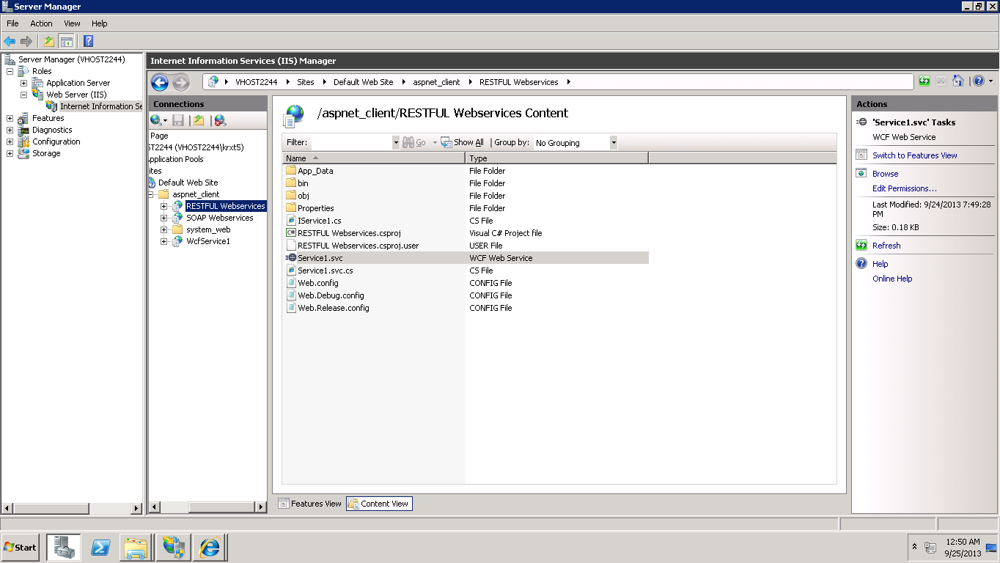 Server Manager
File Action View Help
Server Manager (VHOST2244)
Roles
Application Server
Web Server (IIS)
Internet Information Se
Features
Diagnostics
Configuration
Storage
Internet Information Services (IIS) Manager
VHOST2244 Sites Default Web Site aspnet_client RESTFUL Webservices
Connections
Page
ST2244 (VHOST2244\krxt5)
pplication Pools
ites
Default Web Site
aspnet_client
RESTFUL Webservices
SOAP Webservices
system_web
WcfService1
/aspnet_client/RESTFUL Webservices Content
Filter: Go Show All Group by: No Grouping
Name Type
App_Data File Folder
bin File Folder
obj File Folder
Properties File Folder
IService1.cs CS File
RESTFUL Webservices.csproj Visual C# Project file
RESTFUL Webservices.csproj.user USER File
Service1.svc WCF Web Service
Service1.svc.cs CS File
Web.config CONFIG File
Web.Debug.config CONFIG File
Web.Release.config CONFIG File
Features View Content View
Actions
'Service1.svc' Tasks
WCF Web Service
Switch to Features View
Browse
Edit Permissions...
Last Modified: 9/24/2013 7:49:28
PM
Size: 0.18 KB
Refresh
Help
Online Help
Start
12:50 AM
9/25/2013